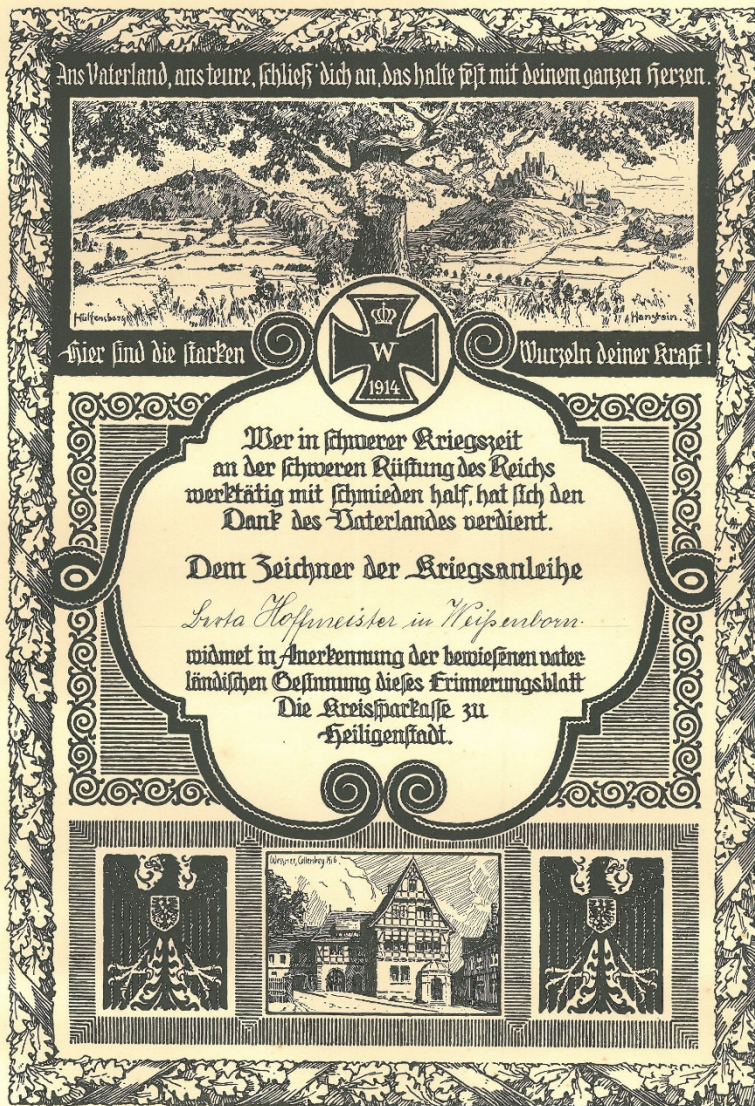 Ans Vaterland, ans teure, schließ' dich an, das halte fest mit deinem ganzen Herzen.
Hülfensberg
Hanstein.
Hier sind die starken Wurzeln deiner Kraft!
W
1914
Wer in schwerer Kriegszeit
an der schweren Rüstung des Reichs
werktätig mit schmieden half, hat sich den
Dank des Vaterlandes verdient.
Dem Zeichner der Kriegsanleihe
Berta Hoffmeister in Weißenborn.
widmet in Anerkennung der bewiesenen vater-
ländischen Gesinnung dieses Erinnerungsblatt
Die Kreissparkasse zu
Heiligenstadt.